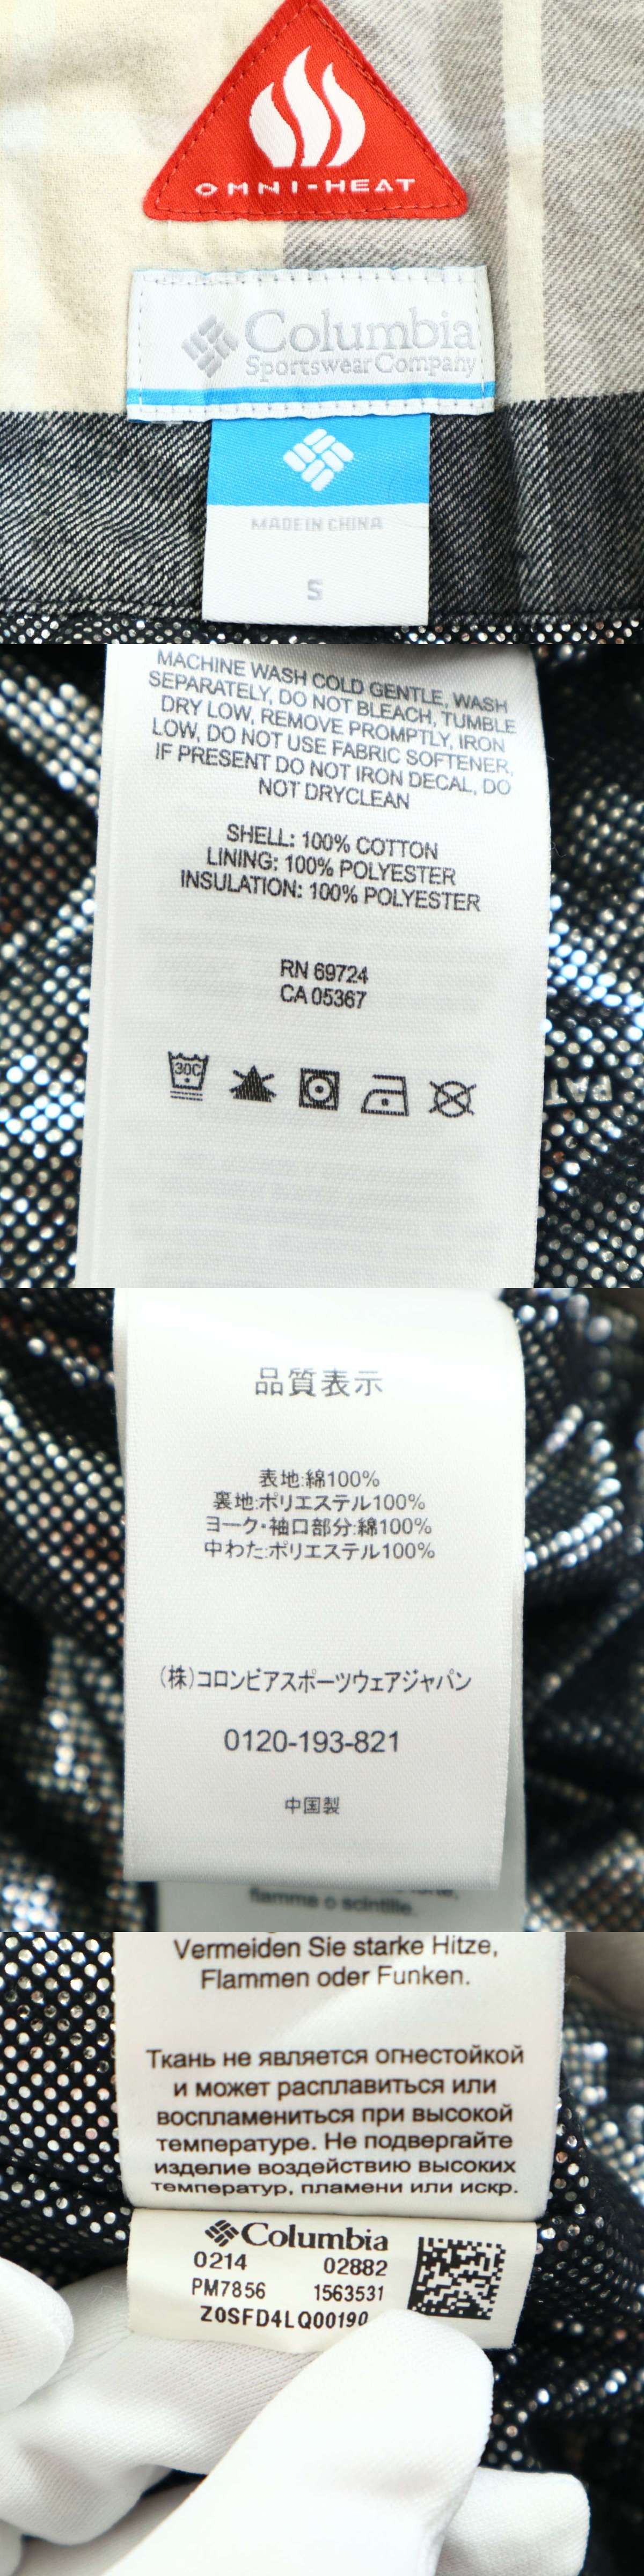 OMNI-HEAT
Columbia
Sportswear Company
MADE IN CHINA
S
MACHINE WASH COLD GENTLE, WASH
SEPARATELY, DO NOT BLEACH, TUMBLE
DRY LOW, REMOVE PROMPTLY, IRON
LOW, DO NOT USE FABRIC SOFTENER,
IF PRESENT DO NOT IRON DECAL, DO
NOT DRYCLEAN
SHELL: 100% COTTON
LINING: 100% POLYESTER
INSULATION: 100% POLYESTER
RN 69724
CA 05367
30C
品質表示
表地:綿100%
裏地:ポリエステル100%
ヨーク・袖口部分:綿100%
中わた:ポリエステル100%
(株)コロンビアスポーツウェアジャパン
0120-193-821
中国製
fiamma o scintille.
Vermeiden Sie starke Hitze,
Flammen oder Funken.
Ткань не является огнестойкой
и может расплавиться или
воспламениться при высокой
температуре. Не подвергайте
изделие воздействию высоких
температур, пламени или искр.
Columbia
0214 02882
PM7856 1563531
Z0SFD4LQ00190